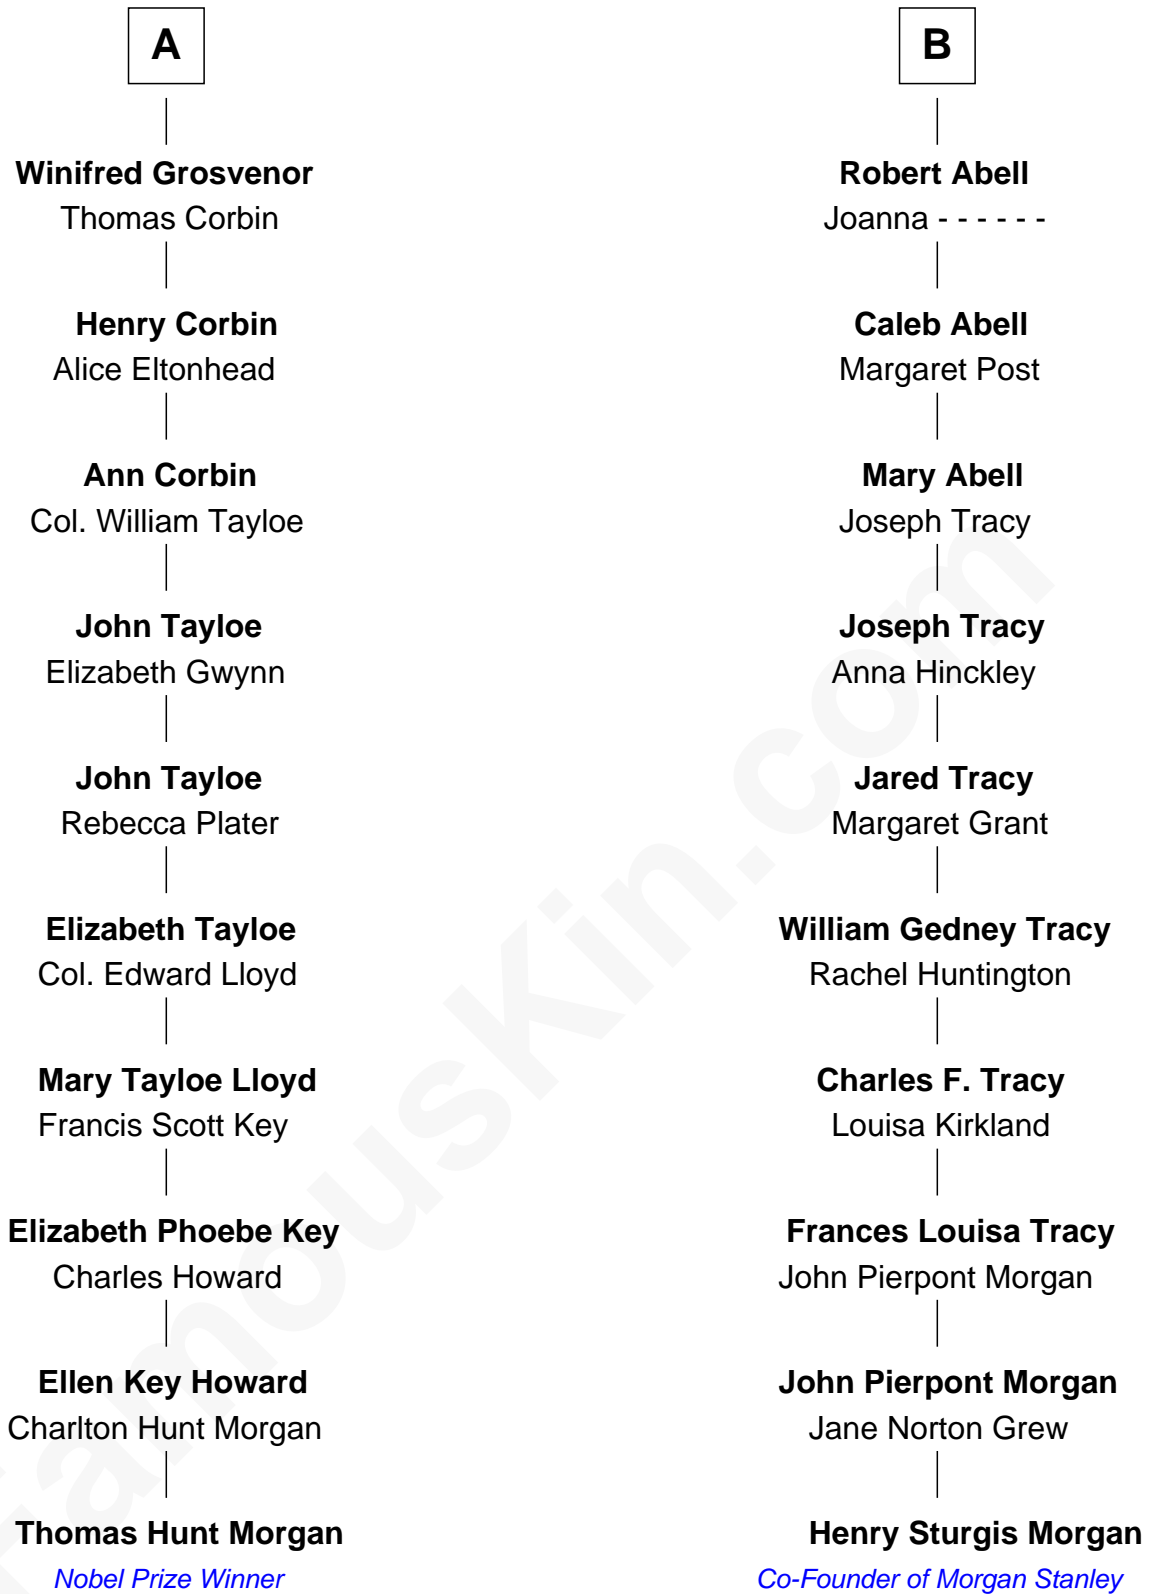 A
Winifred Grosvenor
Thomas Corbin
Henry Corbin
Alice Eltonhead
Ann Corbin
Col. William Tayloe
John Tayloe
Elizabeth Gwynn
John Tayloe
Rebecca Plater
Elizabeth Tayloe
Col. Edward Lloyd
Mary Tayloe Lloyd
Francis Scott Key
Elizabeth Phoebe Key
Charles Howard
Ellen Key Howard
Charlton Hunt Morgan
Thomas Hunt Morgan
Nobel Prize Winner
B
Robert Abell
Joanna - - - - - -
Caleb Abell
Margaret Post
Mary Abell
Joseph Tracy
Joseph Tracy
Anna Hinckley
Jared Tracy
Margaret Grant
William Gedney Tracy
Rachel Huntington
Charles F. Tracy
Louisa Kirkland
Frances Louisa Tracy
John Pierpont Morgan
John Pierpont Morgan
Jane Norton Grew
Henry Sturgis Morgan
Co-Founder of Morgan Stanley
FamousKin.com